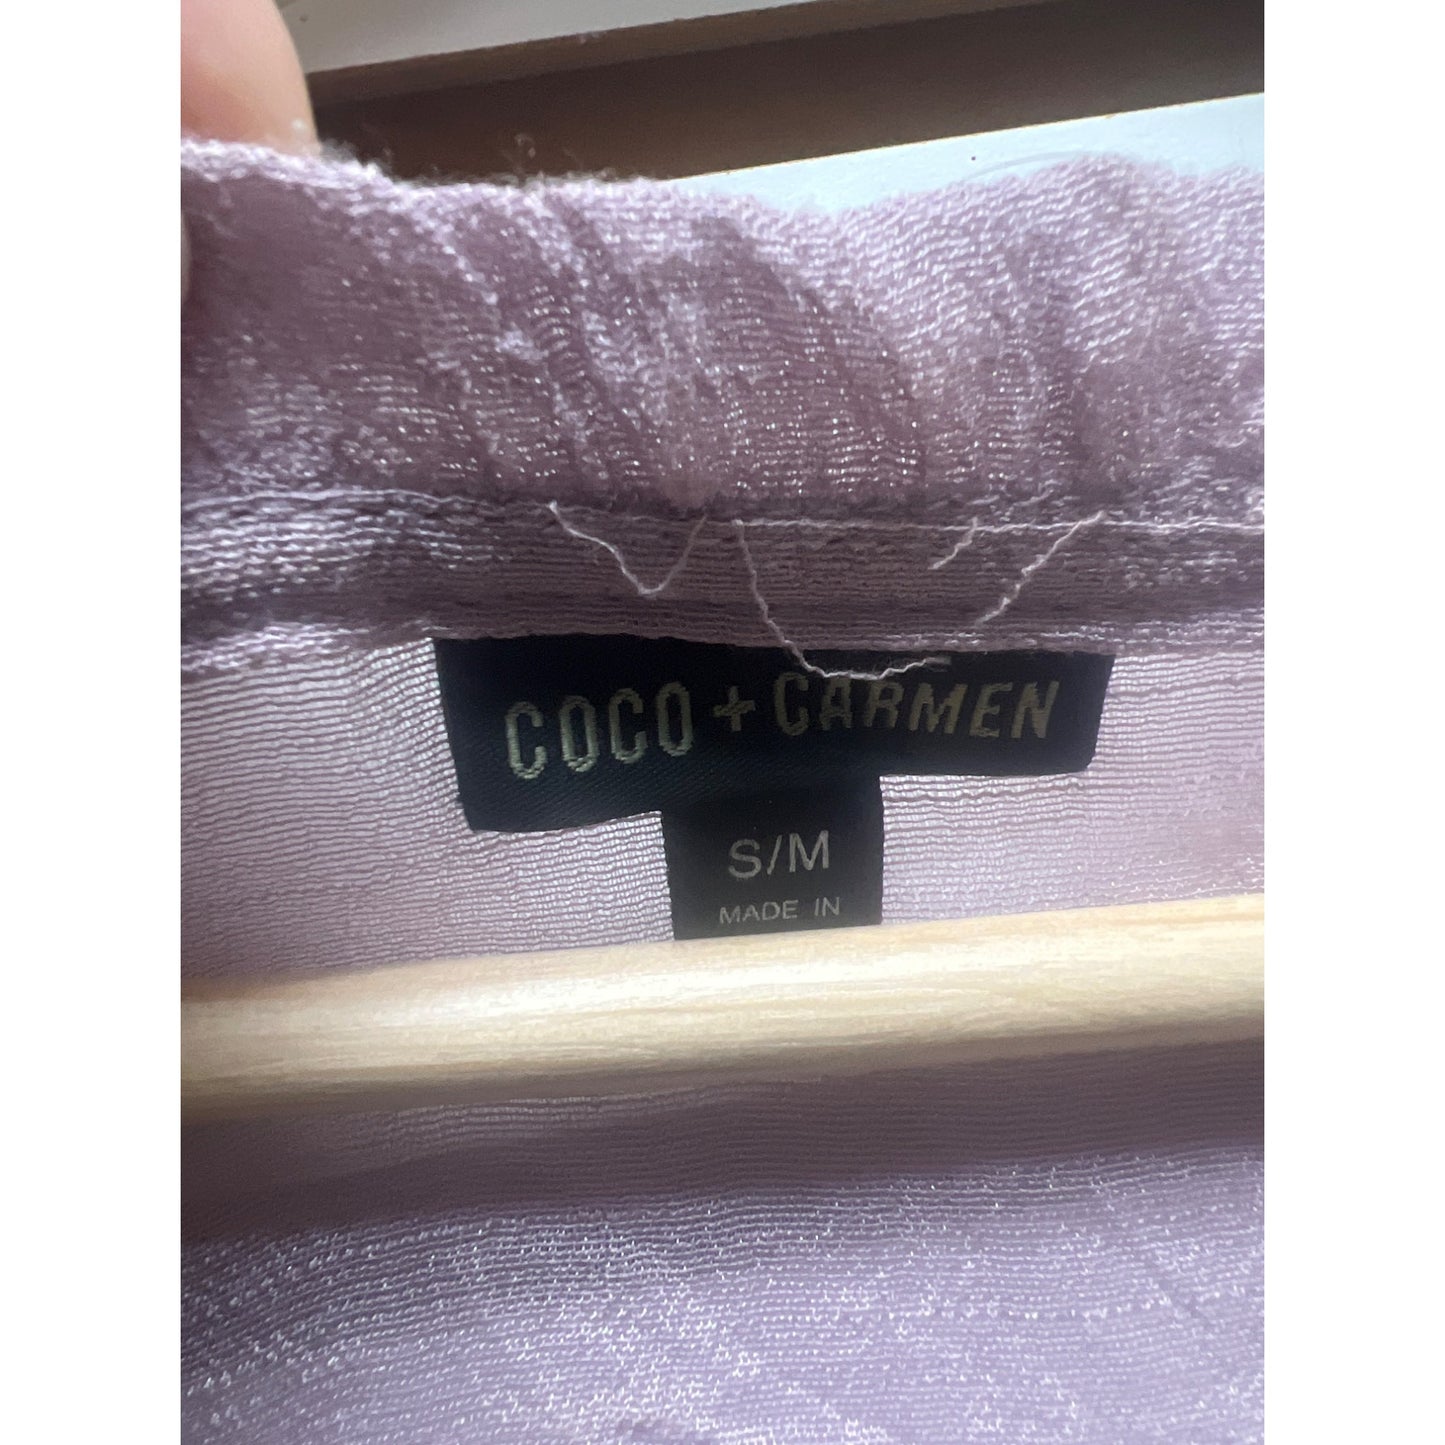 COCO + CARMEN
S/M
MADE IN